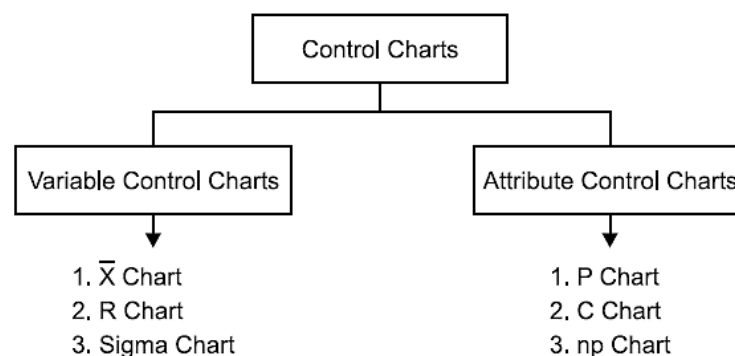 Control Charts
Variable Control Charts
Attribute Control Charts
1. X̅ Chart
2. R Chart
3. Sigma Chart
1. P Chart
2. C Chart
3. np Chart